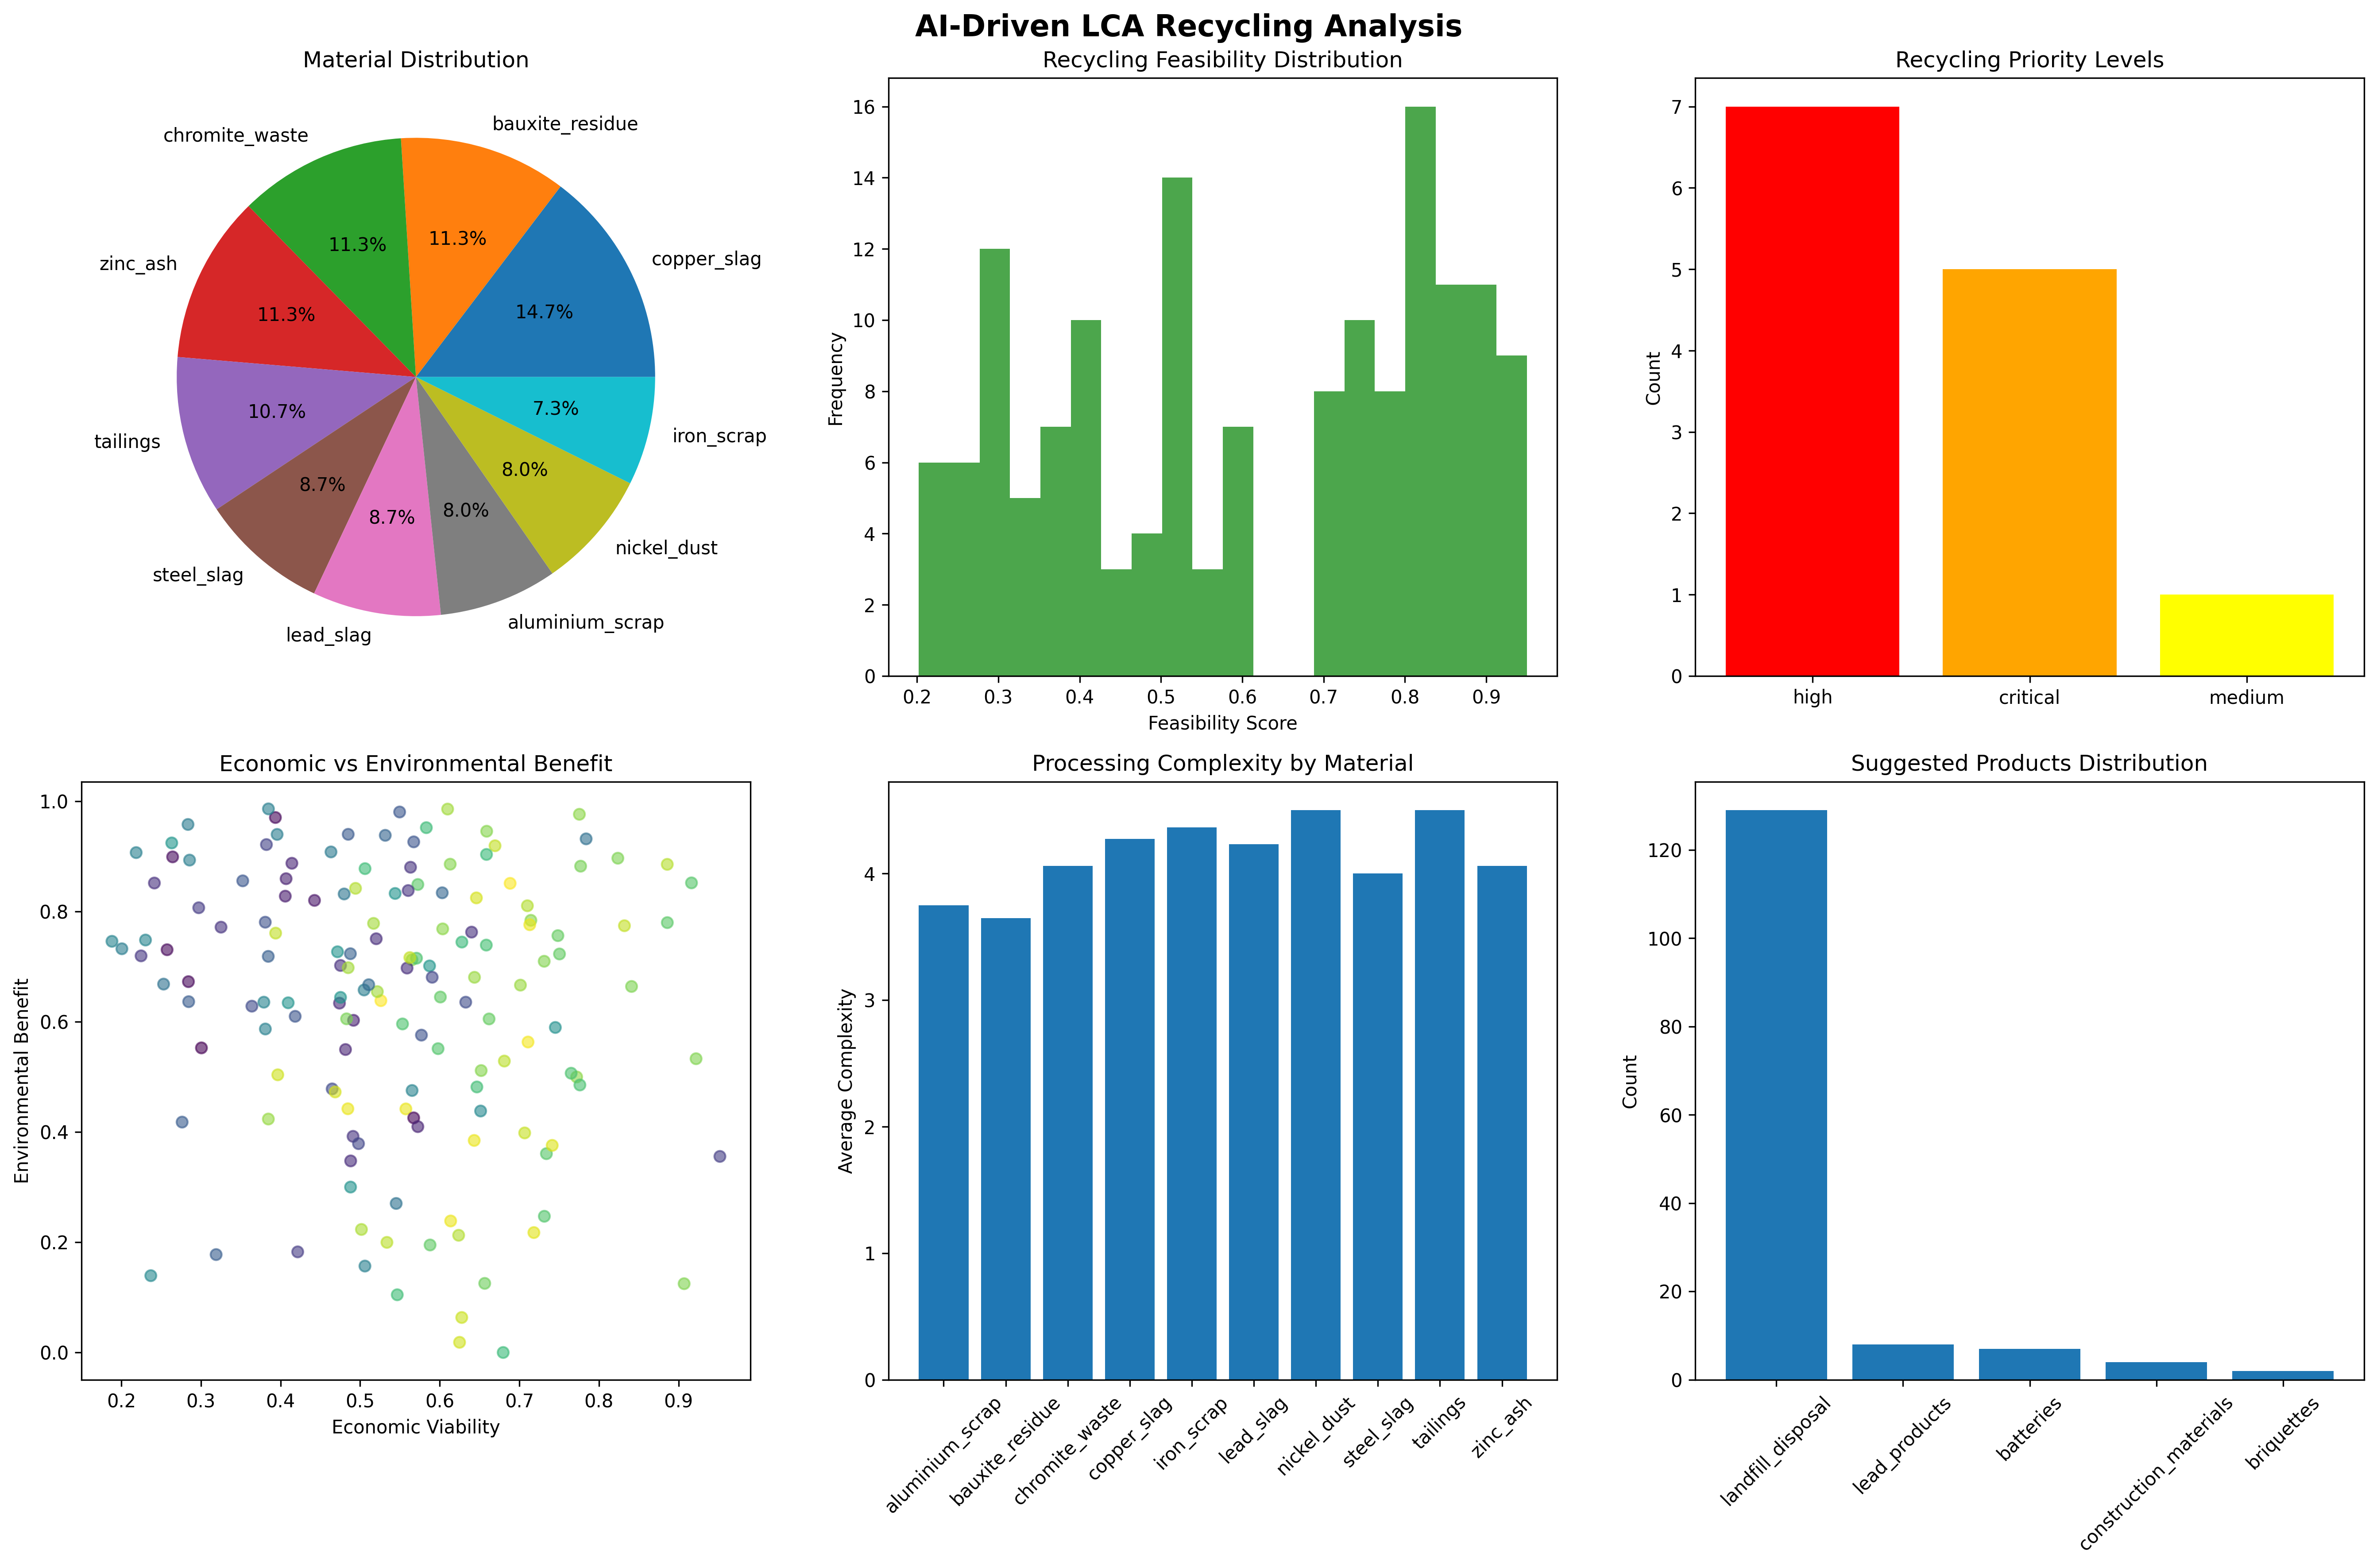 AI-Driven LCA Recycling Analysis
Material Distribution
chromite_waste
bauxite_residue
zinc_ash
copper_slag
tailings
iron_scrap
steel_slag
nickel_dust
lead_slag
aluminium_scrap
11.3%
11.3%
11.3%
14.7%
10.7%
7.3%
8.7%
8.0%
8.7%
8.0%
Recycling Feasibility Distribution
Frequency
16
14
12
10
8
6
4
2
0
0.2 0.3 0.4 0.5 0.6 0.7 0.8 0.9
Feasibility Score
Recycling Priority Levels
Count
7
6
5
4
3
2
1
0
high critical medium
Economic vs Environmental Benefit
Environmental Benefit
1.0
0.8
0.6
0.4
0.2
0.0
0.2 0.3 0.4 0.5 0.6 0.7 0.8 0.9
Economic Viability
Processing Complexity by Material
Average Complexity
4
3
2
1
0
aluminium_scrap
bauxite_residue
chromite_waste
copper_slag
iron_scrap
lead_slag
nickel_dust
steel_slag
tailings
zinc_ash
Suggested Products Distribution
Count
120
100
80
60
40
20
0
landfill_disposal
lead_products
batteries
construction_materials
briquettes